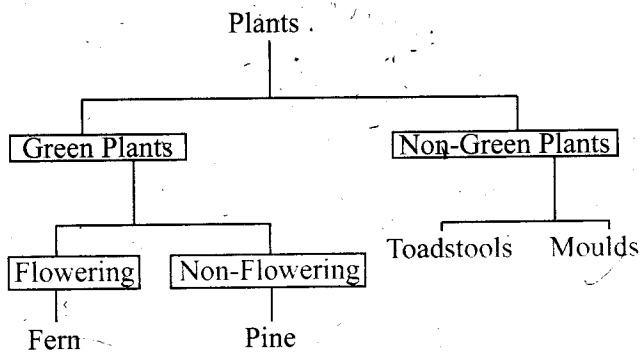 Plants
Green Plants
Non-Green Plants
Toadstools
Moulds
Flowering
Non-Flowering
Fern
Pine